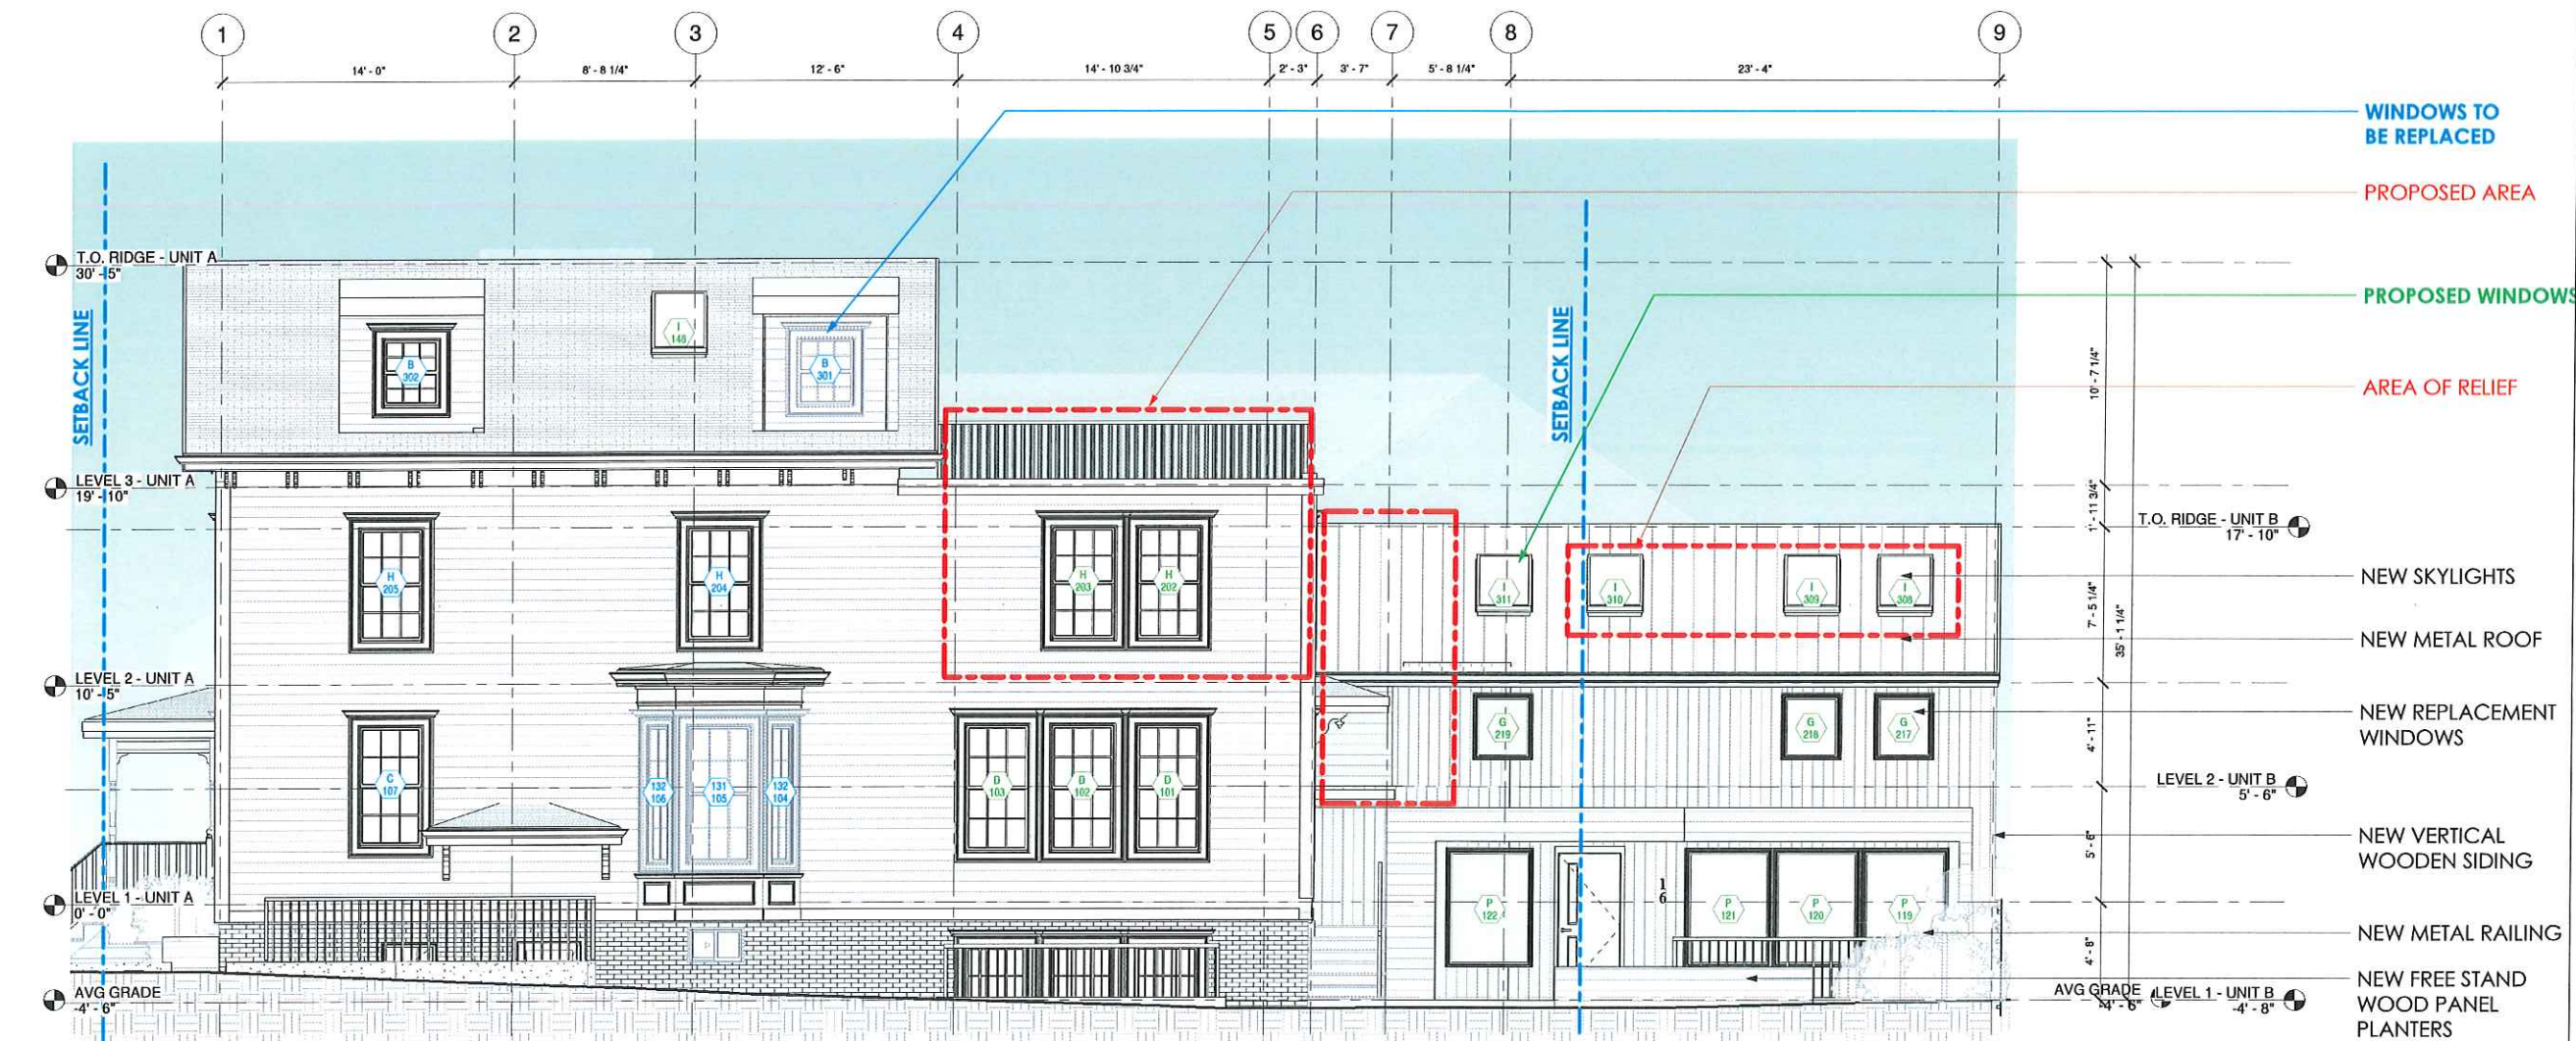 1 2 3 4 5 6 7 8 9
14' - 0" 8' - 8 1/4" 12' - 6" 14' - 10 3/4" 2' - 3" 3' - 7" 5' - 8 1/4" 23' - 4"
WINDOWS TO
BE REPLACED
PROPOSED AREA
PROPOSED WINDOWS
AREA OF RELIEF
NEW SKYLIGHTS
NEW METAL ROOF
NEW REPLACEMENT
WINDOWS
NEW VERTICAL
WOODEN SIDING
NEW METAL RAILING
NEW FREE STAND
WOOD PANEL
PLANTERS
T.O. RIDGE - UNIT A
30' - 5"
SETBACK LINE
LEVEL 3 - UNIT A
19' - 10"
LEVEL 2 - UNIT A
10' - 5"
LEVEL 1 - UNIT A
0' - 0"
AVG GRADE
-4' - 6"
B
302
I
148
B
301
H
205
H
204
H
203
H
202
C
107
132
106
131
105
132
104
D
103
D
102
D
101
SETBACK LINE
I
311
I
310
I
309
I
308
G
219
G
218
G
217
P
122
16
P
121
P
120
P
119
10' - 7 1/4"
1' - 11 3/4"
7' - 5 1/4"
35' - 1 1/4"
4' - 11"
5' - 6"
4' - 8"
T.O. RIDGE - UNIT B
17' - 10"
LEVEL 2 - UNIT B
5' - 6"
AVG GRADE
-4' - 6"
LEVEL 1 - UNIT B
-4' - 8"